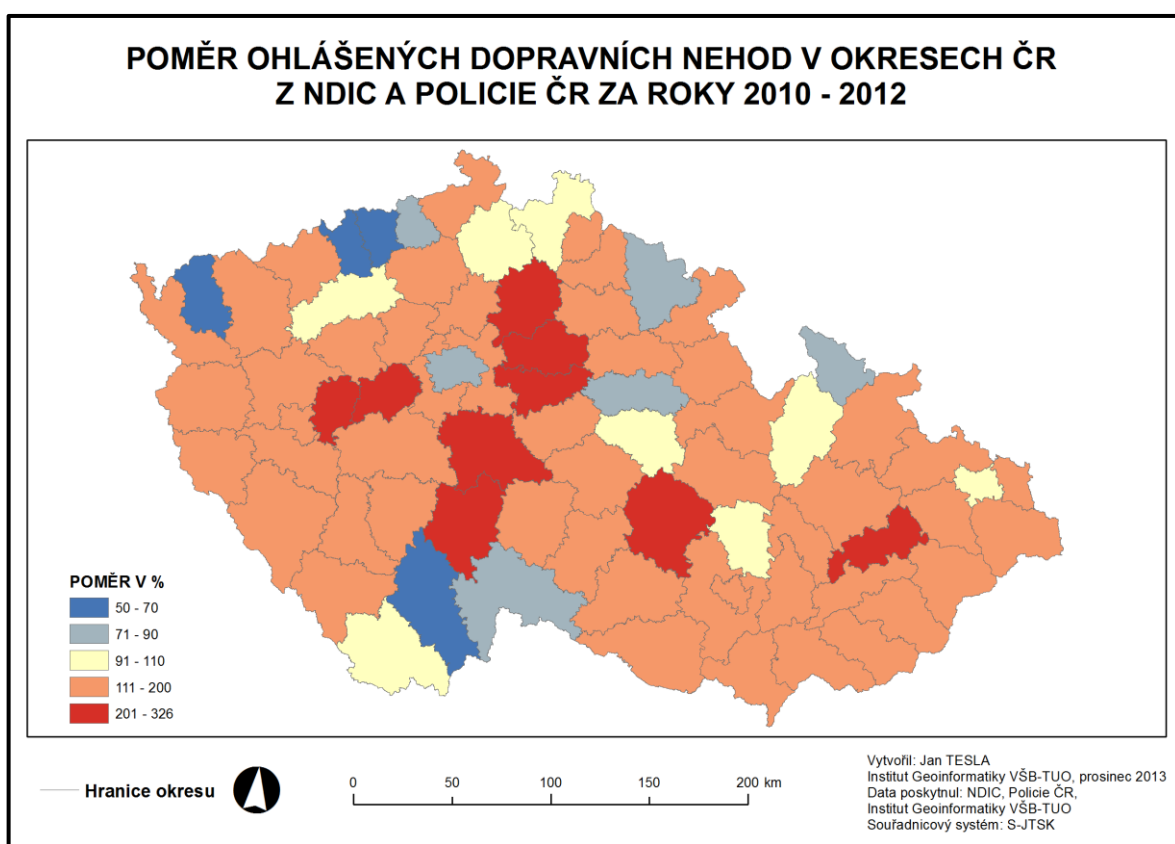 POMĚR OHLÁŠENÝCH DOPRAVNÍCH NEHOD V OKRESECH ČR
Z NDIC A POLICIE ČR ZA ROKY 2010 - 2012
POMĚR V %
50 - 70
71 - 90
91 - 110
111 - 200
201 - 326
Hranice okresu
0 50 100 150 200 km
Vytvořil: Jan TESLA
Institut Geoinformatiky VŠB-TUO, prosinec 2013
Data poskytnul: NDIC, Policie ČR,
Institut Geoinformatiky VŠB-TUO
Souřadnicový systém: S-JTSK